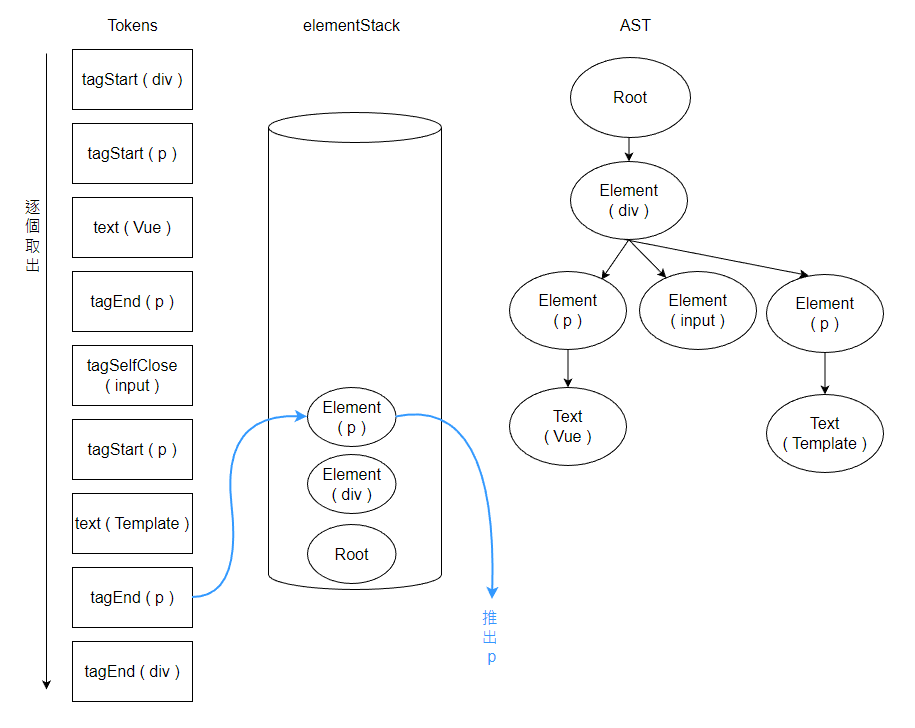 Tokens
elementStack
AST
逐
個
取
出
tagStart ( div )
tagStart ( p )
text ( Vue )
tagEnd ( p )
tagSelfClose
( input )
tagStart ( p )
text ( Template )
tagEnd ( p )
tagEnd ( div )
Element
( p )
Element
( div )
Root
推
出
p
Root
Element
( div )
Element
( p )
Element
( input )
Element
( p )
Text
( Vue )
Text
( Template )